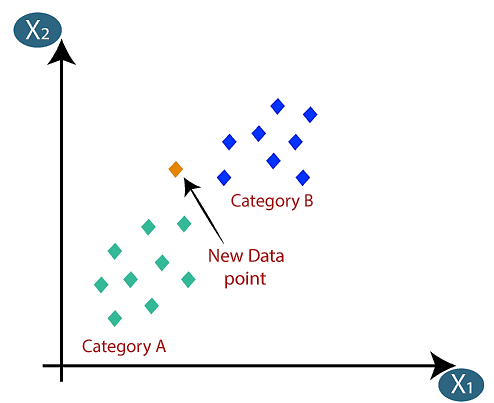 X2
Category B
New Data
point
Category A
X1